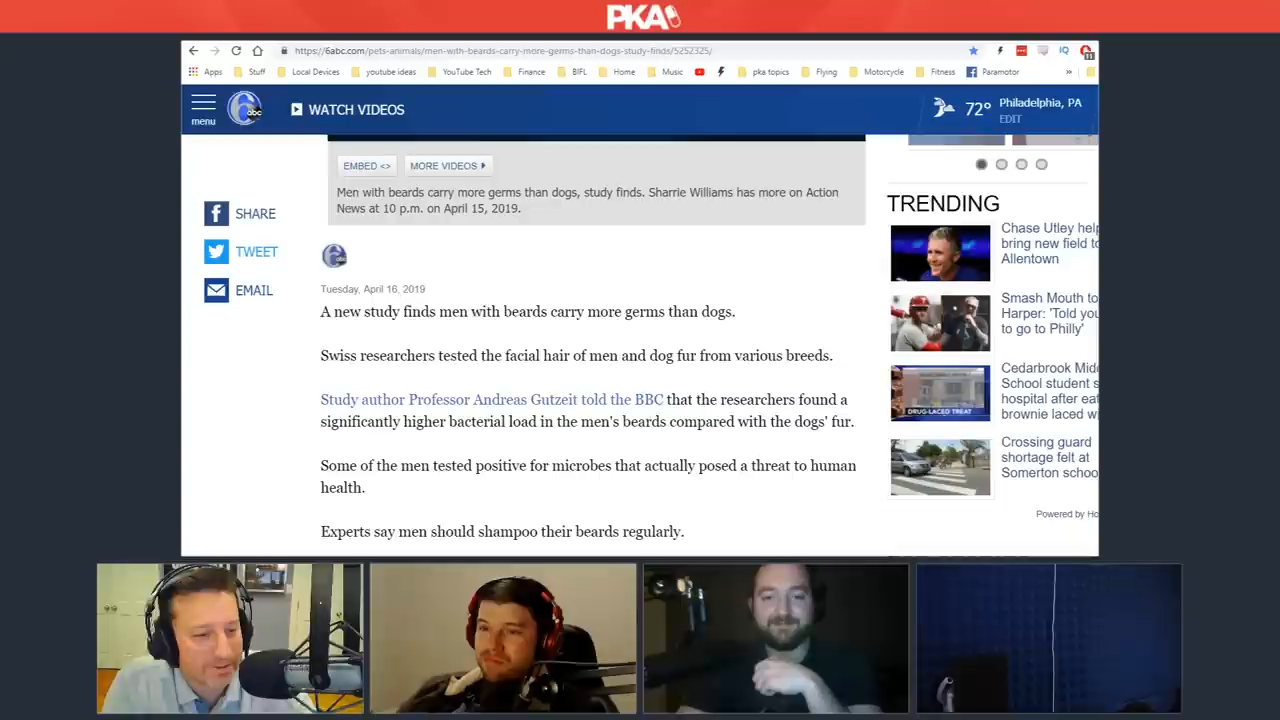 PKA
https://6abc.com/pets-animals/men-with-beards-carry-more-germs-than-dogs-study-finds/5252325/
IQ
11
Apps Stuff Local Devices youtube ideas YouTube Tech Finance BIFL Home Music pka topics Flying Motorcycle Fitness Paramotor »
menu
6abc
WATCH VIDEOS
72° Philadelphia, PA
EDIT
EMBED <> MORE VIDEOS
Men with beards carry more germs than dogs, study finds. Sharrie Williams has more on Action
News at 10 p.m. on April 15, 2019.
SHARE
TWEET
EMAIL
Tuesday, April 16, 2019
A new study finds men with beards carry more germs than dogs.
Swiss researchers tested the facial hair of men and dog fur from various breeds.
Study author Professor Andreas Gutzeit told the BBC that the researchers found a
significantly higher bacterial load in the men's beards compared with the dogs' fur.
Some of the men tested positive for microbes that actually posed a threat to human
health.
Experts say men should shampoo their beards regularly.
TRENDING
Chase Utley help
bring new field to
Allentown
Smash Mouth to
Harper: 'Told you
to go to Philly'
Cedarbrook Midd
School student s
hospital after eat
brownie laced wi
DRUG-LACED TREAT
Crossing guard
shortage felt at
Somerton schoo
Powered by Ho